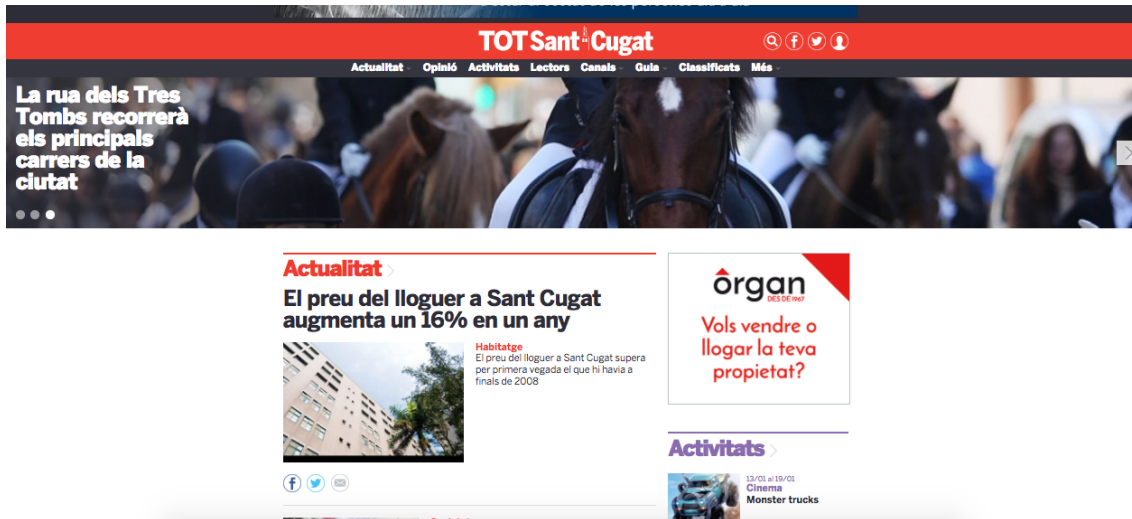 TOT Sant Cugat
Actualitat Opinió Activitats Lectors Canals Guia Classificats Més
La rua dels Tres
Tombs recorrerà
els principals
carrers de la
ciutat
Actualitat
El preu del lloguer a Sant Cugat
augmenta un 16% en un any
Habitatge
El preu del lloguer a Sant Cugat supera
per primera vegada el que hi havia a
finals de 2008
ôrgan
DES DE 1967
Vols vendre o
llogar la teva
propietat?
Activitats
13/01 al 19/01
Cinema
Monster trucks